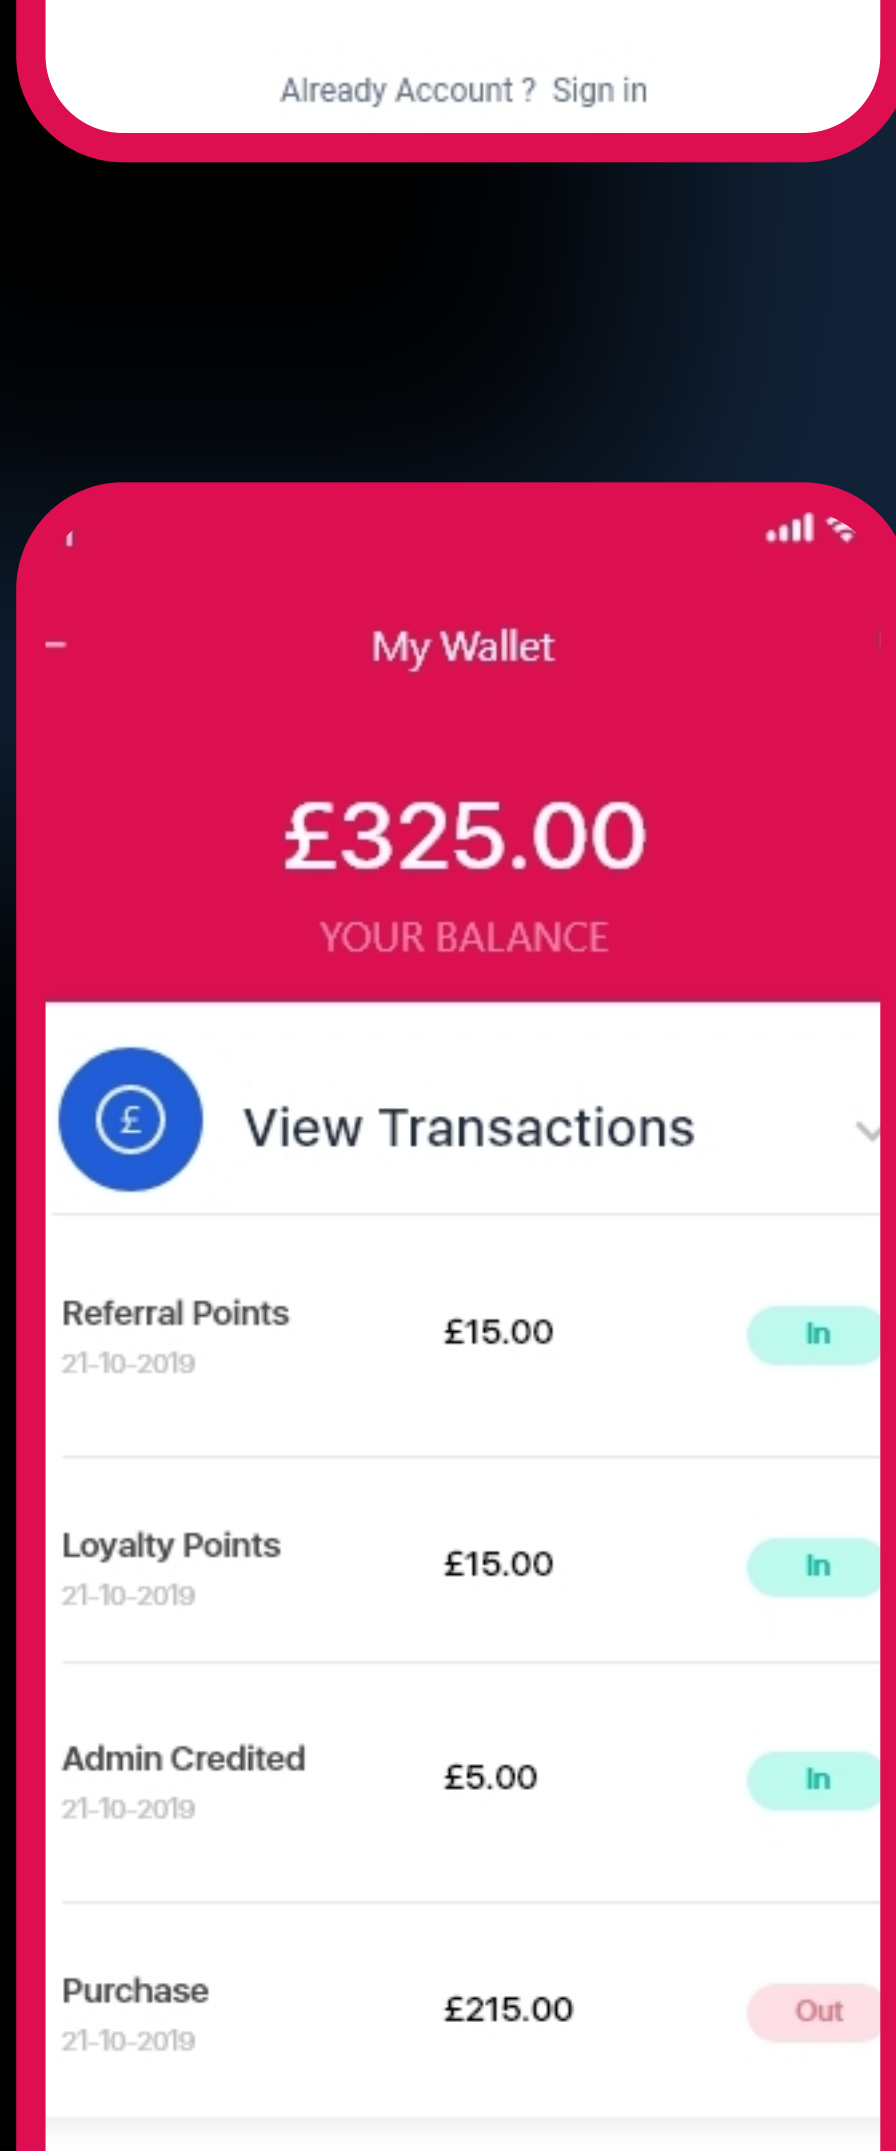 Already Account ? Sign in
My Wallet
£325.00
YOUR BALANCE
£
View Transactions
Referral Points
£15.00
In
21-10-2019
Loyalty Points
£15.00
In
21-10-2019
Admin Credited
£5.00
In
21-10-2019
Purchase
£215.00
Out
21-10-2019